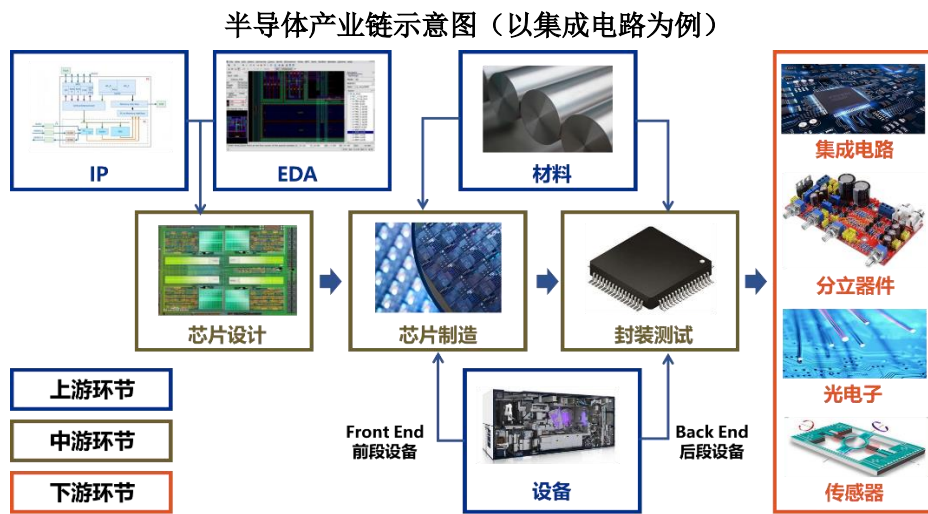 半导体产业链示意图（以集成电路为例）
IP
EDA
材料
集成电路
分立器件
光电子
传感器
芯片设计
芯片制造
封装测试
上游环节
中游环节
下游环节
Front End
前段设备
设备
Back End
后段设备